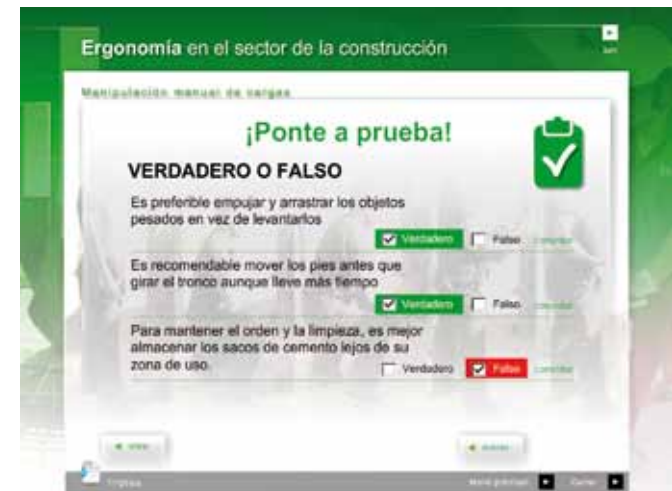 Ergonomía en el sector de la construcción
Manipulación manual de cargas
¡Ponte a prueba!
VERDADERO O FALSO
Es preferible empujar y arrastrar los objetos
pesados en vez de levantarlos
Verdadero Falso
Es recomendable mover los pies antes que
girar el tronco aunque lleve más tiempo
Verdadero Falso
Para mantener el orden y la limpieza, es mejor
almacenar los sacos de cemento lejos de su
zona de uso.
Verdadero Falso